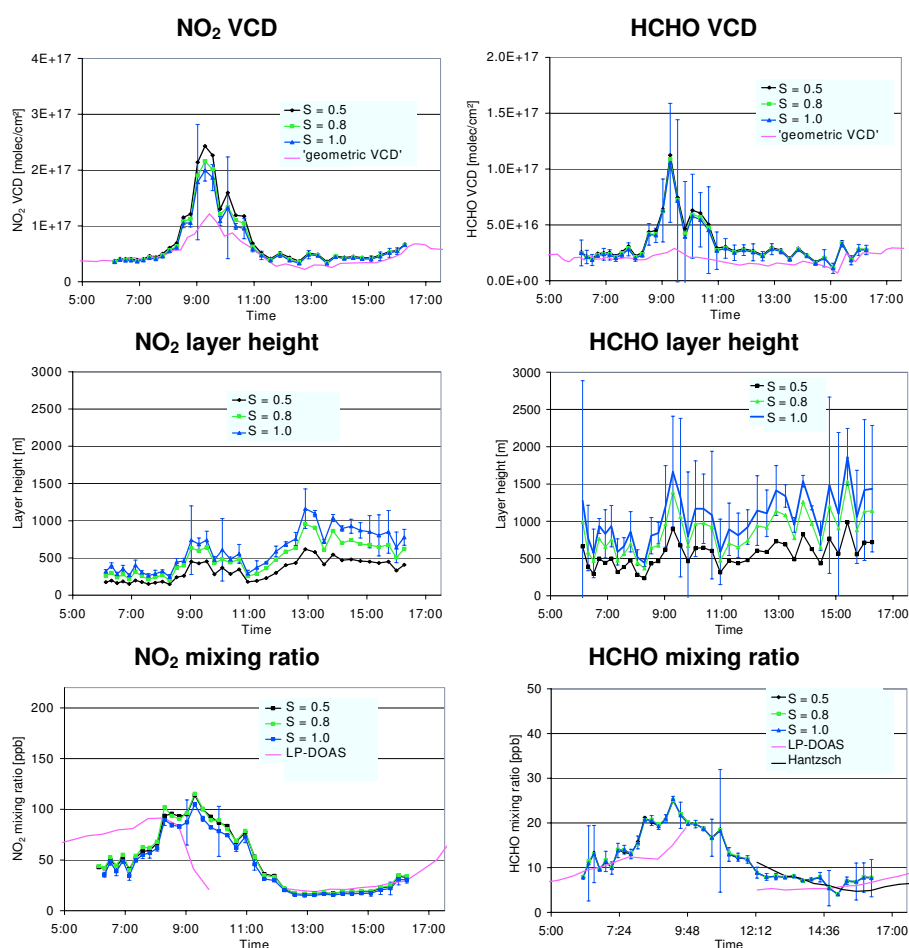 NO₂ VCD
4E+17
3E+17
2E+17
1E+17
0
NO₂ VCD [molec/cm²]
S = 0.5
S = 0.8
S = 1.0
'geometric VCD'
5:00 7:00 9:00 11:00 13:00 15:00 17:00
Time
HCHO VCD
2.0E+17
1.5E+17
1.0E+17
5.0E+16
0.0E+00
HCHO VCD [molec/cm²]
S = 0.5
S = 0.8
S = 1.0
'geometric VCD'
5:00 7:00 9:00 11:00 13:00 15:00 17:00
Time
NO₂ layer height
3000
2500
2000
1500
1000
500
0
Layer height [m]
S = 0.5
S = 0.8
S = 1.0
5:00 7:00 9:00 11:00 13:00 15:00 17:00
Time
HCHO layer height
3000
2500
2000
1500
1000
500
0
Layer height [m]
S = 0.5
S = 0.8
S = 1.0
5:00 7:00 9:00 11:00 13:00 15:00 17:00
Time
NO₂ mixing ratio
200
150
100
50
0
NO₂ mixing ratio [ppb]
S = 0.5
S = 0.8
S = 1.0
LP-DOAS
5:00 7:00 9:00 11:00 13:00 15:00 17:00
Time
HCHO mixing ratio
50
40
30
20
10
0
HCHO mixing ratio [ppb]
S = 0.5
S = 0.8
S = 1.0
LP-DOAS
Hantzsch
5:00 7:24 9:48 12:12 14:36 17:00
Time